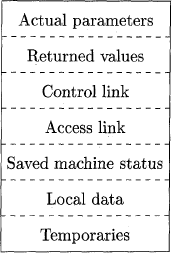 Actual parameters
Returned values
Control link
Access link
Saved machine status
Local data
Temporaries